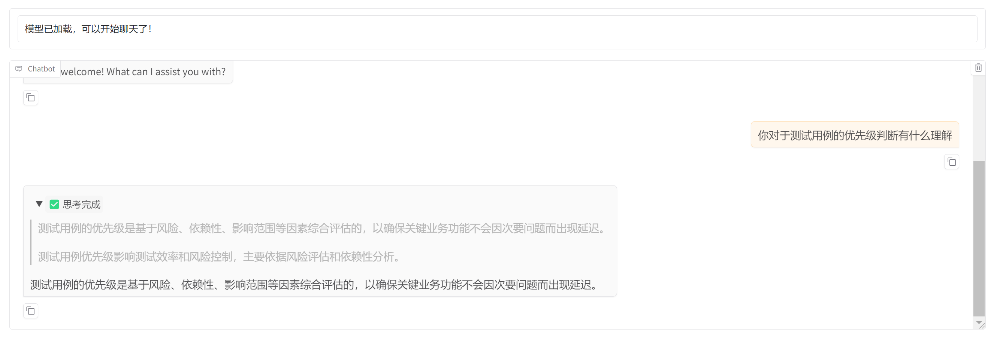 模型已加载，可以开始聊天了！
Chatbot
welcome! What can I assist you with?
你对于测试用例的优先级判断有什么理解
思考完成
测试用例的优先级是基于风险、依赖性、影响范围等因素综合评估的，以确保关键业务功能不会因次要问题而出现延迟。
测试用例优先级影响测试效率和风险控制，主要依据风险评估和依赖性分析。
测试用例的优先级是基于风险、依赖性、影响范围等因素综合评估的，以确保关键业务功能不会因次要问题而出现延迟。